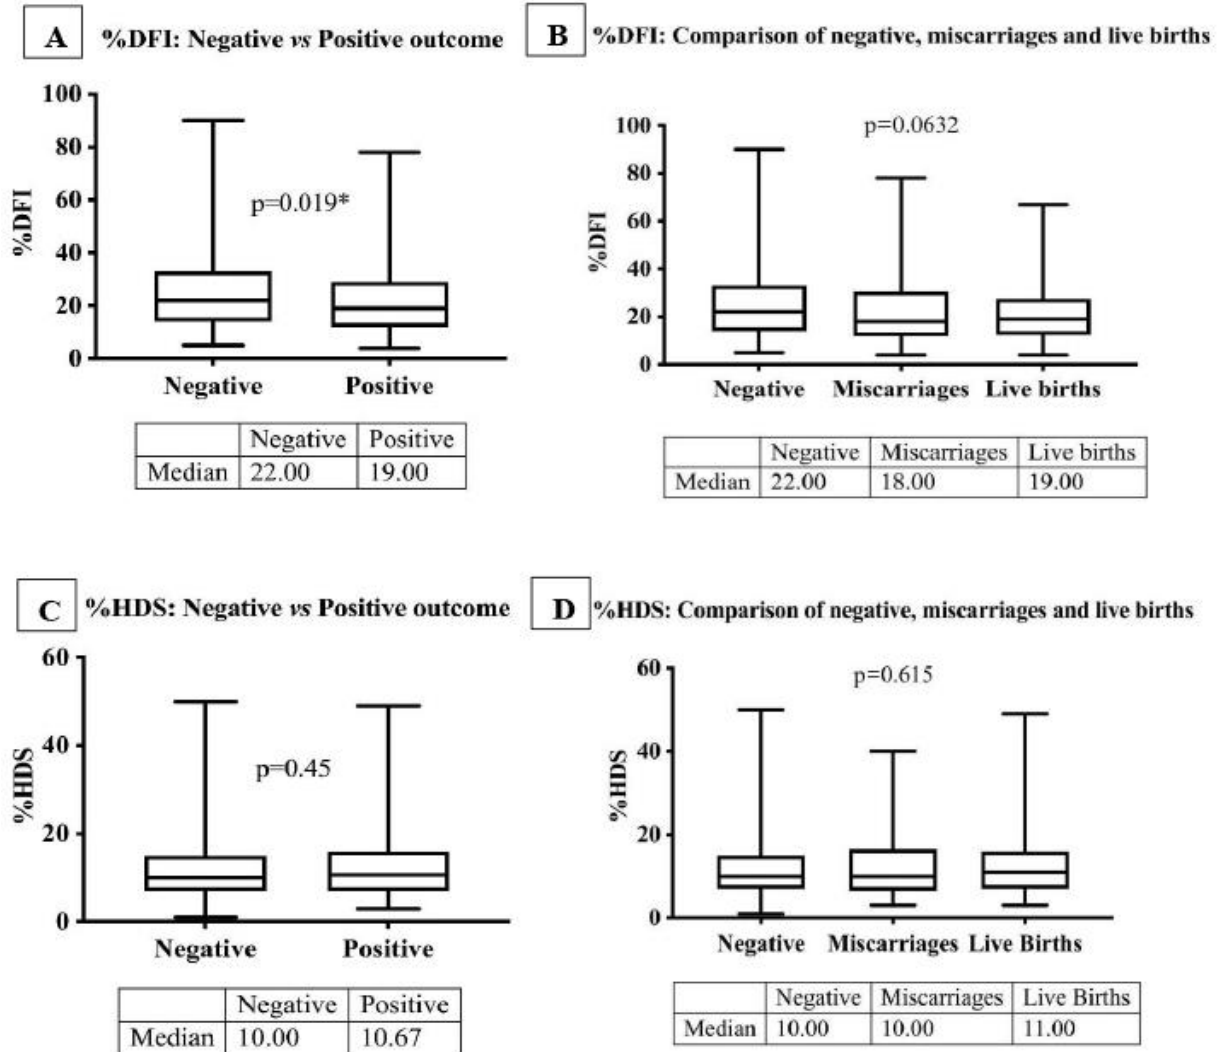 A
%DFI: Negative vs Positive outcome
100
80
60
40
20
0
%DFI
p=0.019*
Negative Positive
Negative Positive
Median 22.00 19.00
B
%DFI: Comparison of negative, miscarriages and live births
100
80
60
40
20
0
%DFI
p=0.0632
Negative Miscarriages Live births
Negative Miscarriages Live births
Median 22.00 18.00 19.00
C
%HDS: Negative vs Positive outcome
60
40
20
0
%HDS
p=0.45
Negative Positive
Negative Positive
Median 10.00 10.67
D
%HDS: Comparison of negative, miscarriages and live births
60
40
20
0
%HDS
p=0.615
Negative Miscarriages Live Births
Negative Miscarriages Live Births
Median 10.00 10.00 11.00